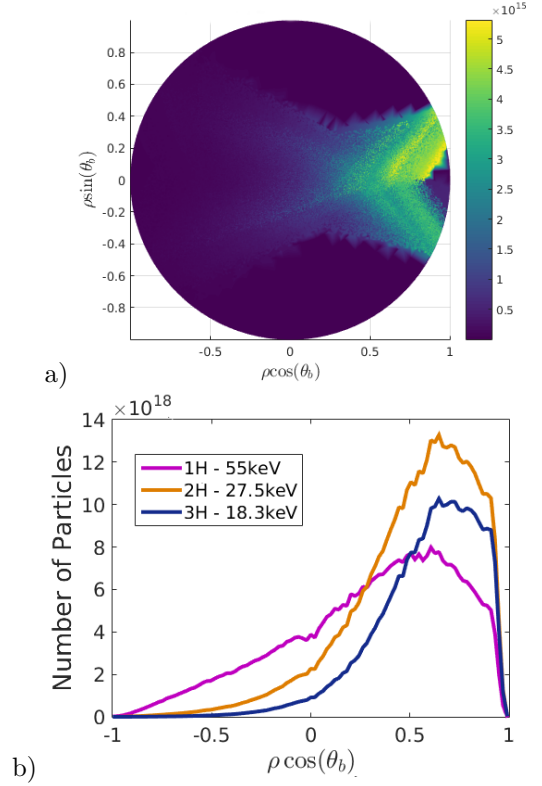 ×10^15
5
4.5
4
3.5
3
2.5
2
1.5
1
0.5
0.8
0.6
0.4
0.2
0
-0.2
-0.4
-0.6
-0.8
ρsin(θ_b)
-0.5 0 0.5 1
ρcos(θ_b)
a)
×10^18
14
12
10
8
6
4
2
0
Number of Particles
1H - 55keV
2H - 27.5keV
3H - 18.3keV
-1 -0.5 0 0.5 1
ρ cos(θ_b)
b)